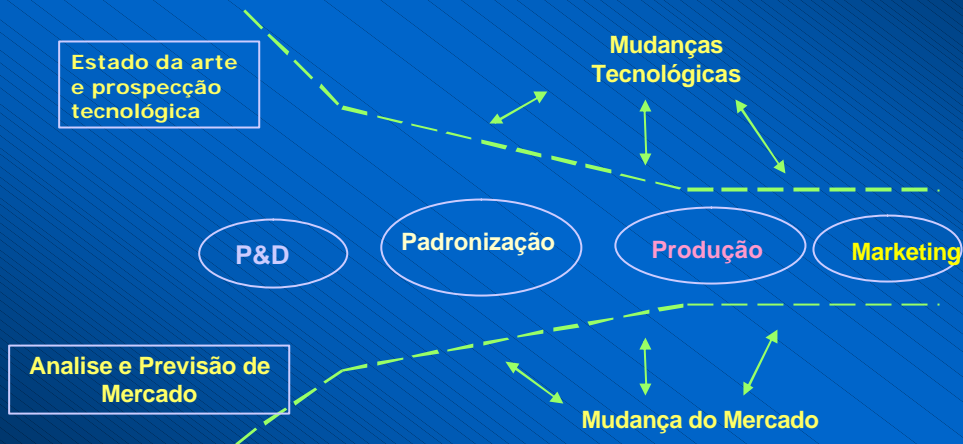 Estado da arte
e prospecção
tecnológica
Mudanças
Tecnológicas
P&D
Padronização
Produção
Marketing
Analise e Previsão de
Mercado
Mudança do Mercado